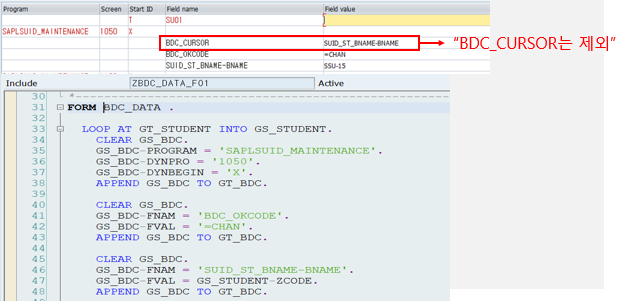 Program Screen Start ID Field name Field value
T SU01
SAPLSUID_MAINTENANCE 1050 X
BDC_CURSOR SUID_ST_BNAME-BNAME
“BDC_CURSOR는 제외”
BDC_OKCODE =CHAN
SUID_ST_BNAME-BNAME SSU-15
Include ZBDC_DATA_F01 Active
30 *----------------------------------------------------------------------
31 FORM BDC_DATA .
32
33 LOOP AT GT_STUDENT INTO GS_STUDENT.
34 CLEAR GS_BDC.
35 GS_BDC-PROGRAM = 'SAPLSUID_MAINTENANCE'.
36 GS_BDC-DYNPRO = '1050'.
37 GS_BDC-DYNBEGIN = 'X'.
38 APPEND GS_BDC TO GT_BDC.
39
40 CLEAR GS_BDC.
41 GS_BDC-FNAM = 'BDC_OKCODE'.
42 GS_BDC-FVAL = '=CHAN'.
43 APPEND GS_BDC TO GT_BDC.
44
45 CLEAR GS_BDC.
46 GS_BDC-FNAM = 'SUID_ST_BNAME-BNAME'.
47 GS_BDC-FVAL = GS_STUDENT-ZCODE.
48 APPEND GS_BDC TO GT_BDC.